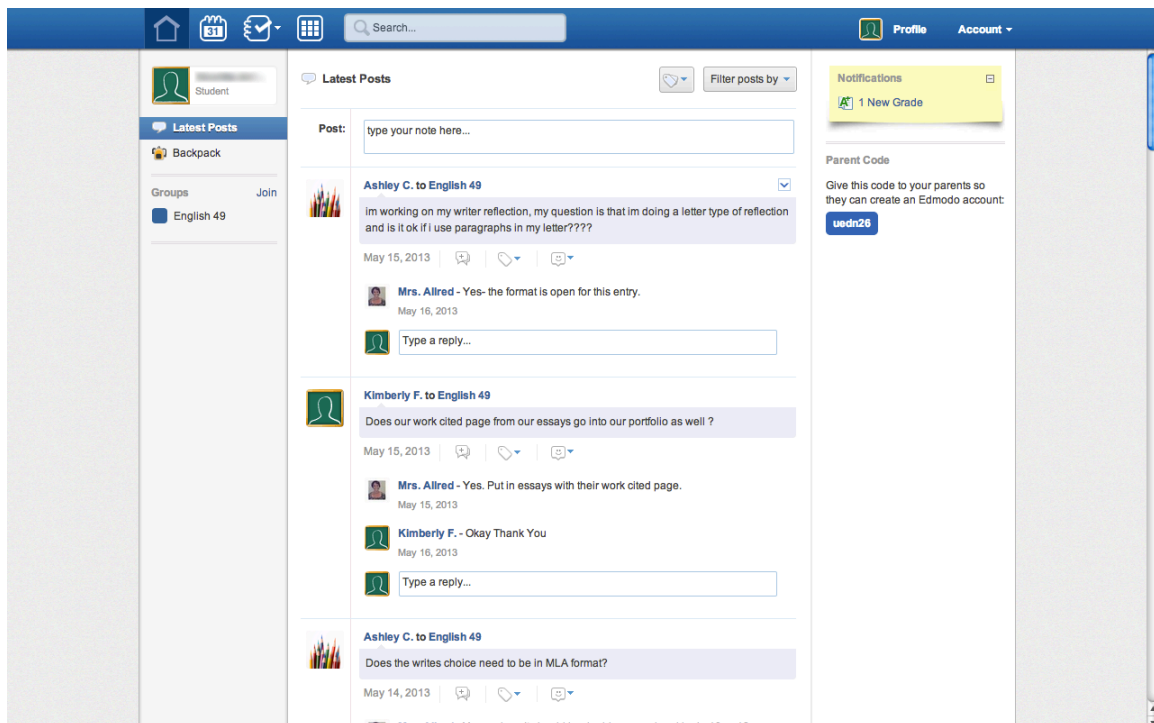 31
Search...
Profile
Account
Student
Latest Posts
Backpack
Groups
Join
English 49
Latest Posts
Filter posts by
Post:
type your note here...
Ashley C. to English 49
im working on my writer reflection, my question is that im doing a letter type of reflection
and is it ok if i use paragraphs in my letter????
May 15, 2013
Mrs. Allred - Yes- the format is open for this entry.
May 16, 2013
Type a reply...
Kimberly F. to English 49
Does our work cited page from our essays go into our portfolio as well ?
May 15, 2013
Mrs. Allred - Yes. Put in essays with their work cited page.
May 15, 2013
Kimberly F. - Okay Thank You
May 16, 2013
Type a reply...
Ashley C. to English 49
Does the writes choice need to be in MLA format?
May 14, 2013
Notifications
A+ 1 New Grade
Parent Code
Give this code to your parents so
they can create an Edmodo account:
uedn26